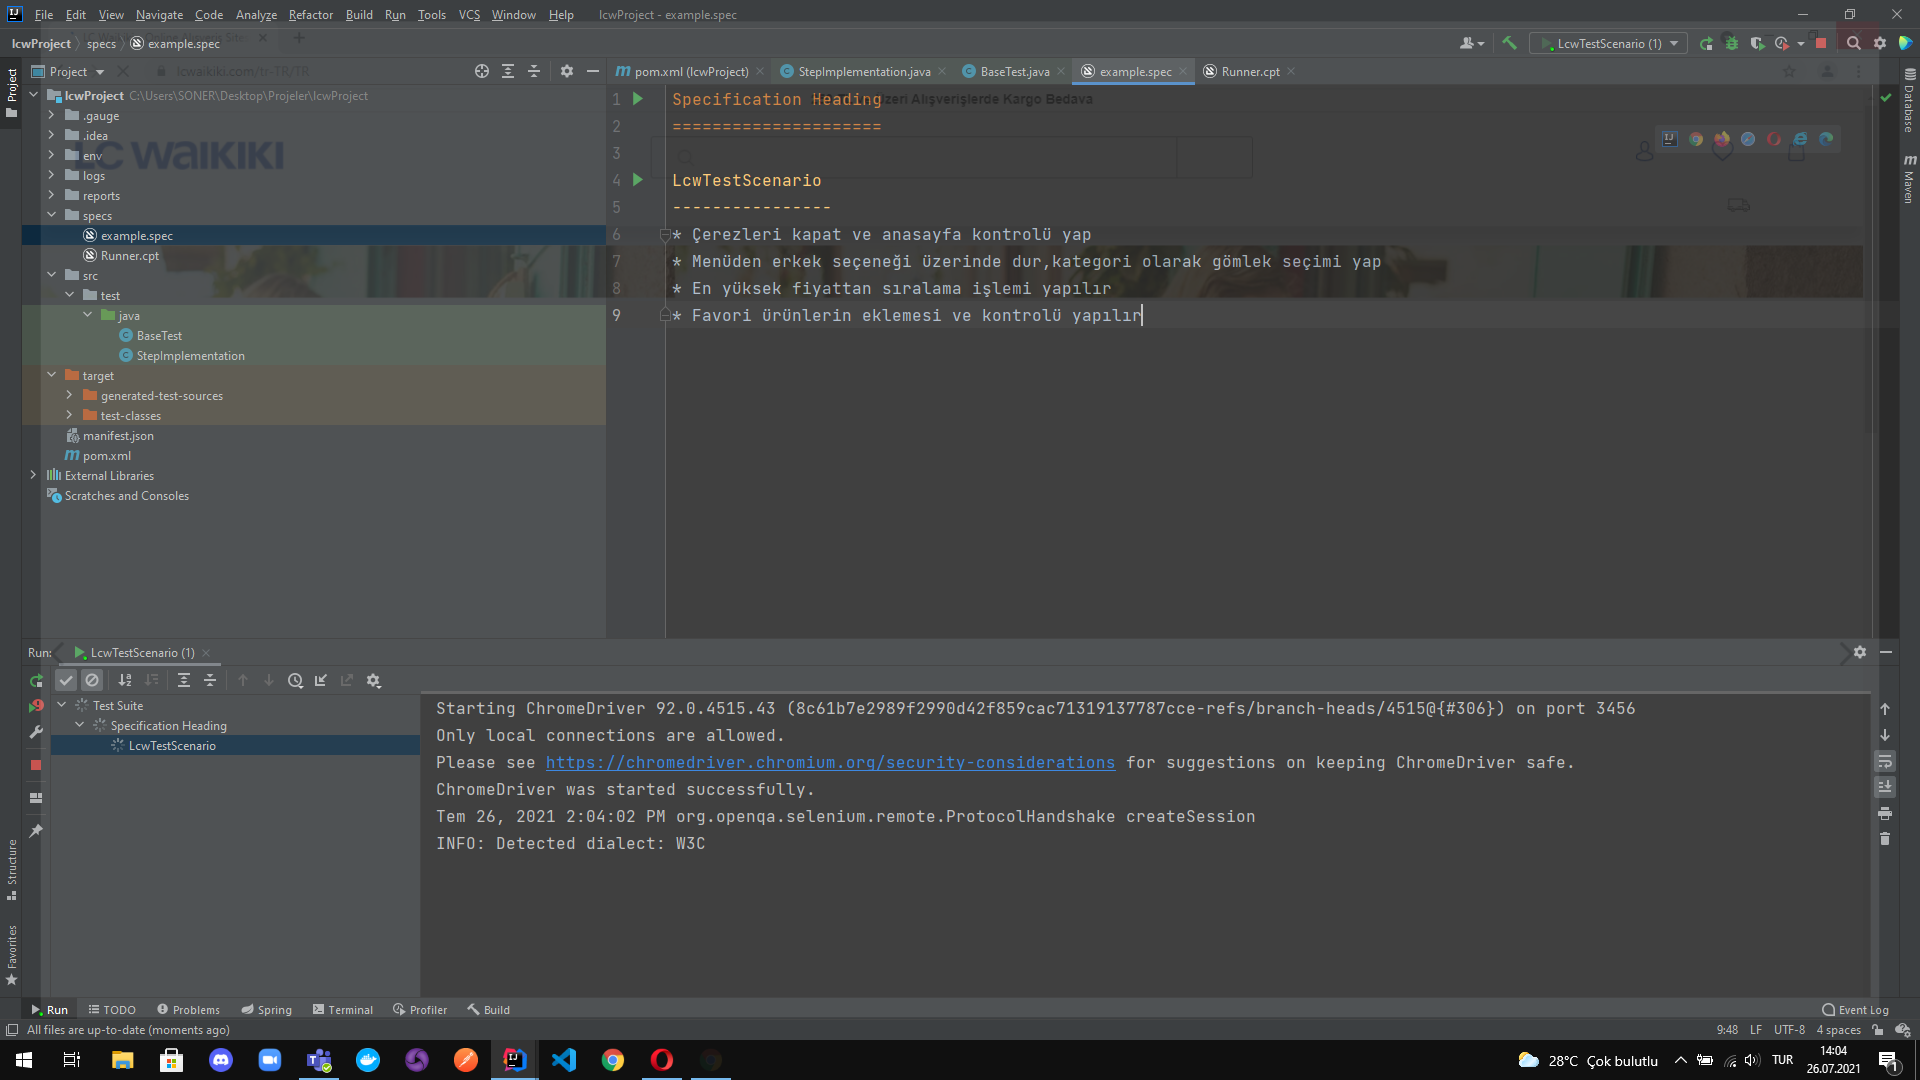 File Edit View Navigate Code Analyze Refactor Build Run Tools VCS Window Help lcwProject - example.spec
lcwProject specs example.spec
LcwTestScenario (1)
Project
lcwaikiki.com/tr-TR/TR
pom.xml (lcwProject) StepImplementation.java BaseTest.java example.spec Runner.cpt
Project
lcwProject C:\Users\SONER\Desktop\Projeler\lcwProject
.gauge
.idea
env
LC WAIKIKI
logs
reports
specs
example.spec
Runner.cpt
src
test
java
BaseTest
StepImplementation
target
generated-test-sources
test-classes
manifest.json
pom.xml
External Libraries
Scratches and Consoles
1 Specification Heading
Alışverişlerde Kargo Bedava
2 =====================
3
4 LcwTestScenario
5 ----------------
6 * Çerezleri kapat ve anasayfa kontrolü yap
7 * Menüden erkek seçeneği üzerinde dur,kategori olarak gömlek seçimi yap
8 * En yüksek fiyattan sıralama işlemi yapılır
9 * Favori ürünlerin eklemesi ve kontrolü yapılır
Database
Maven
Run: LcwTestScenario (1)
Test Suite
Specification Heading
LcwTestScenario
Starting ChromeDriver 92.0.4515.43 (8c61b7e2989f2990d42f859cac71319137787cce-refs/branch-heads/4515@{#306}) on port 3456
Only local connections are allowed.
Please see https://chromedriver.chromium.org/security-considerations for suggestions on keeping ChromeDriver safe.
ChromeDriver was started successfully.
Tem 26, 2021 2:04:02 PM org.openqa.selenium.remote.ProtocolHandshake createSession
INFO: Detected dialect: W3C
Structure
Favorites
Run TODO Problems Spring Terminal Profiler Build Event Log
All files are up-to-date (moments ago) 9:48 LF UTF-8 4 spaces
28°C Çok bulutlu TUR 14:04
26.07.2021
1